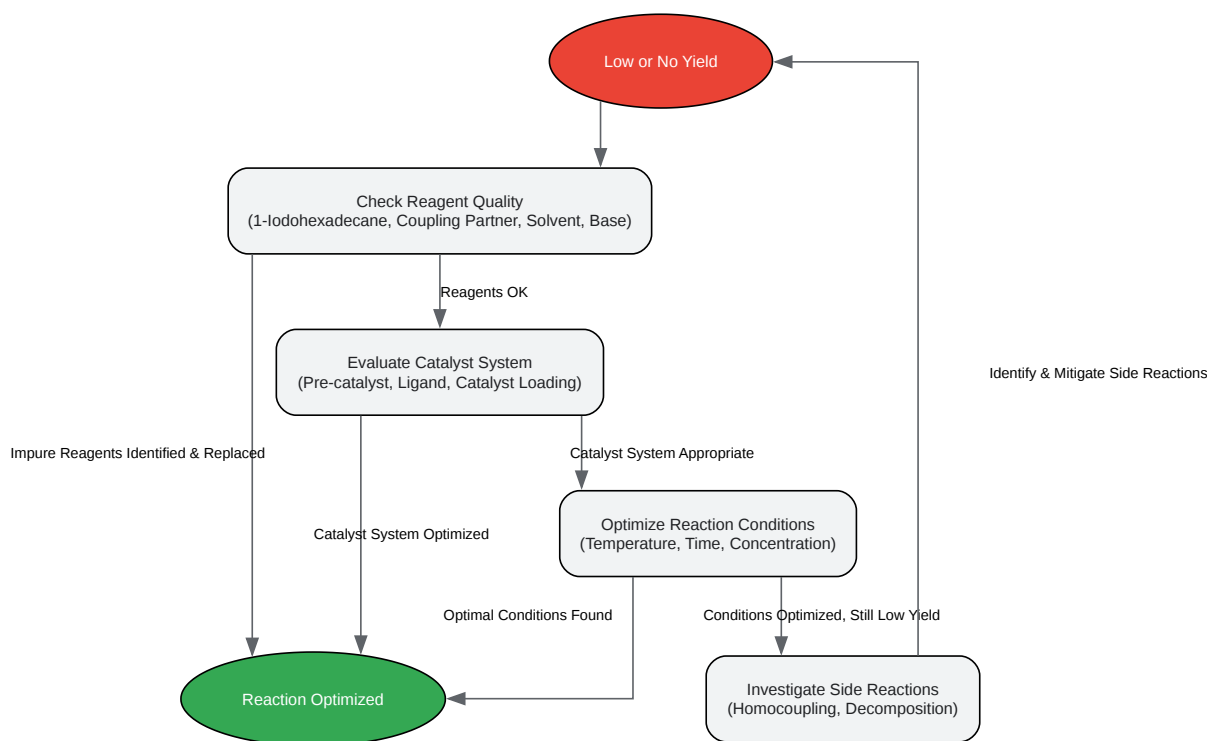 Low or No Yield
Check Reagent Quality
(1-Iodohexadecane, Coupling Partner, Solvent, Base)
Reagents OK
Evaluate Catalyst System
(Pre-catalyst, Ligand, Catalyst Loading)
Identify & Mitigate Side Reactions
Impure Reagents Identified & Replaced
Catalyst System Appropriate
Catalyst System Optimized
Optimize Reaction Conditions
(Temperature, Time, Concentration)
Optimal Conditions Found
Conditions Optimized, Still Low Yield
Reaction Optimized
Investigate Side Reactions
(Homocoupling, Decomposition)